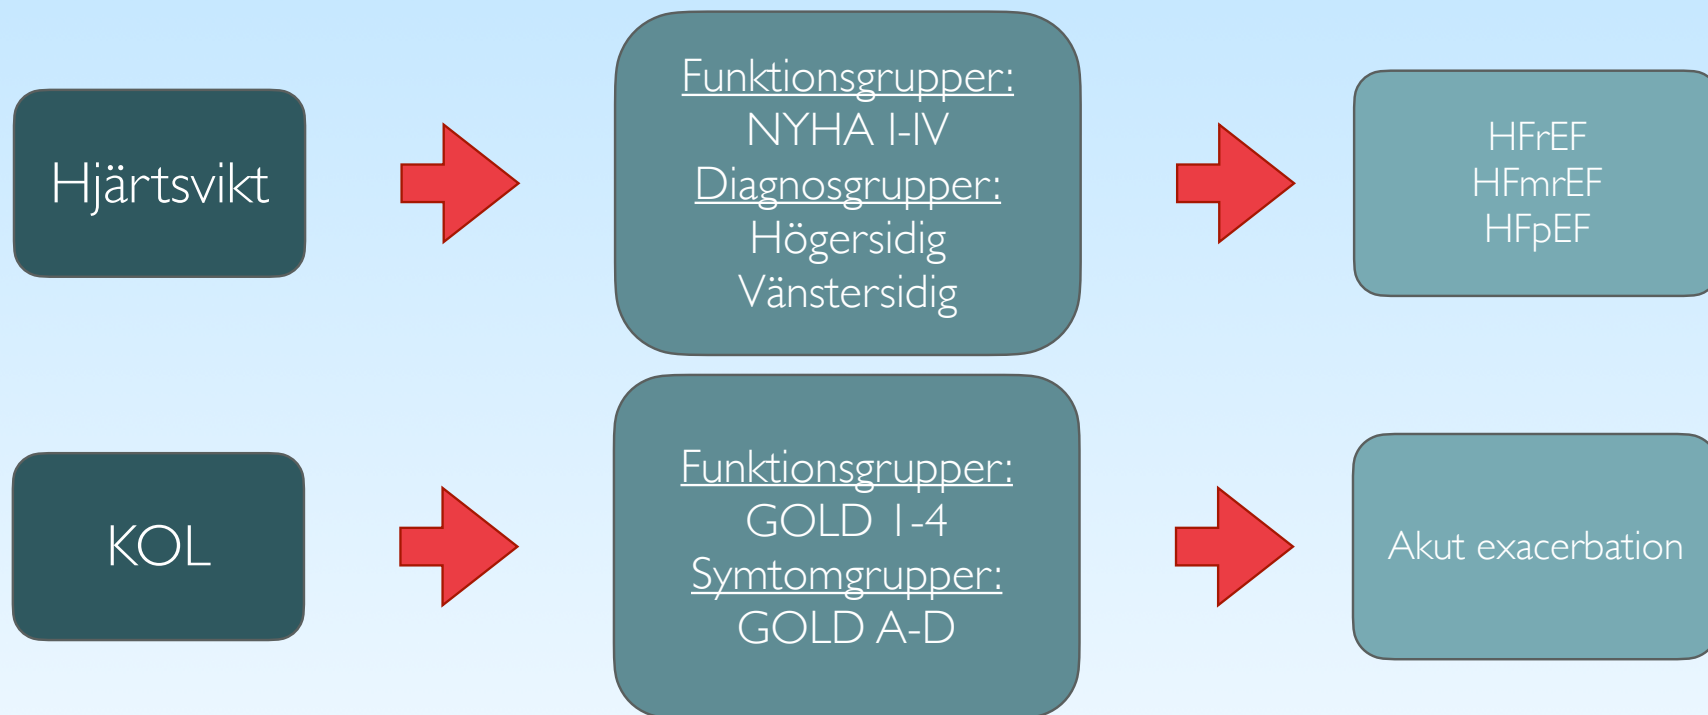 Hjärtsvikt
Funktionsgrupper:
NYHA I-IV
Diagnosgrupper:
Högersidig
Vänstersidig
HFrEF
HFmrEF
HFpEF
KOL
Funktionsgrupper:
GOLD 1-4
Symtomgrupper:
GOLD A-D
Akut exacerbation